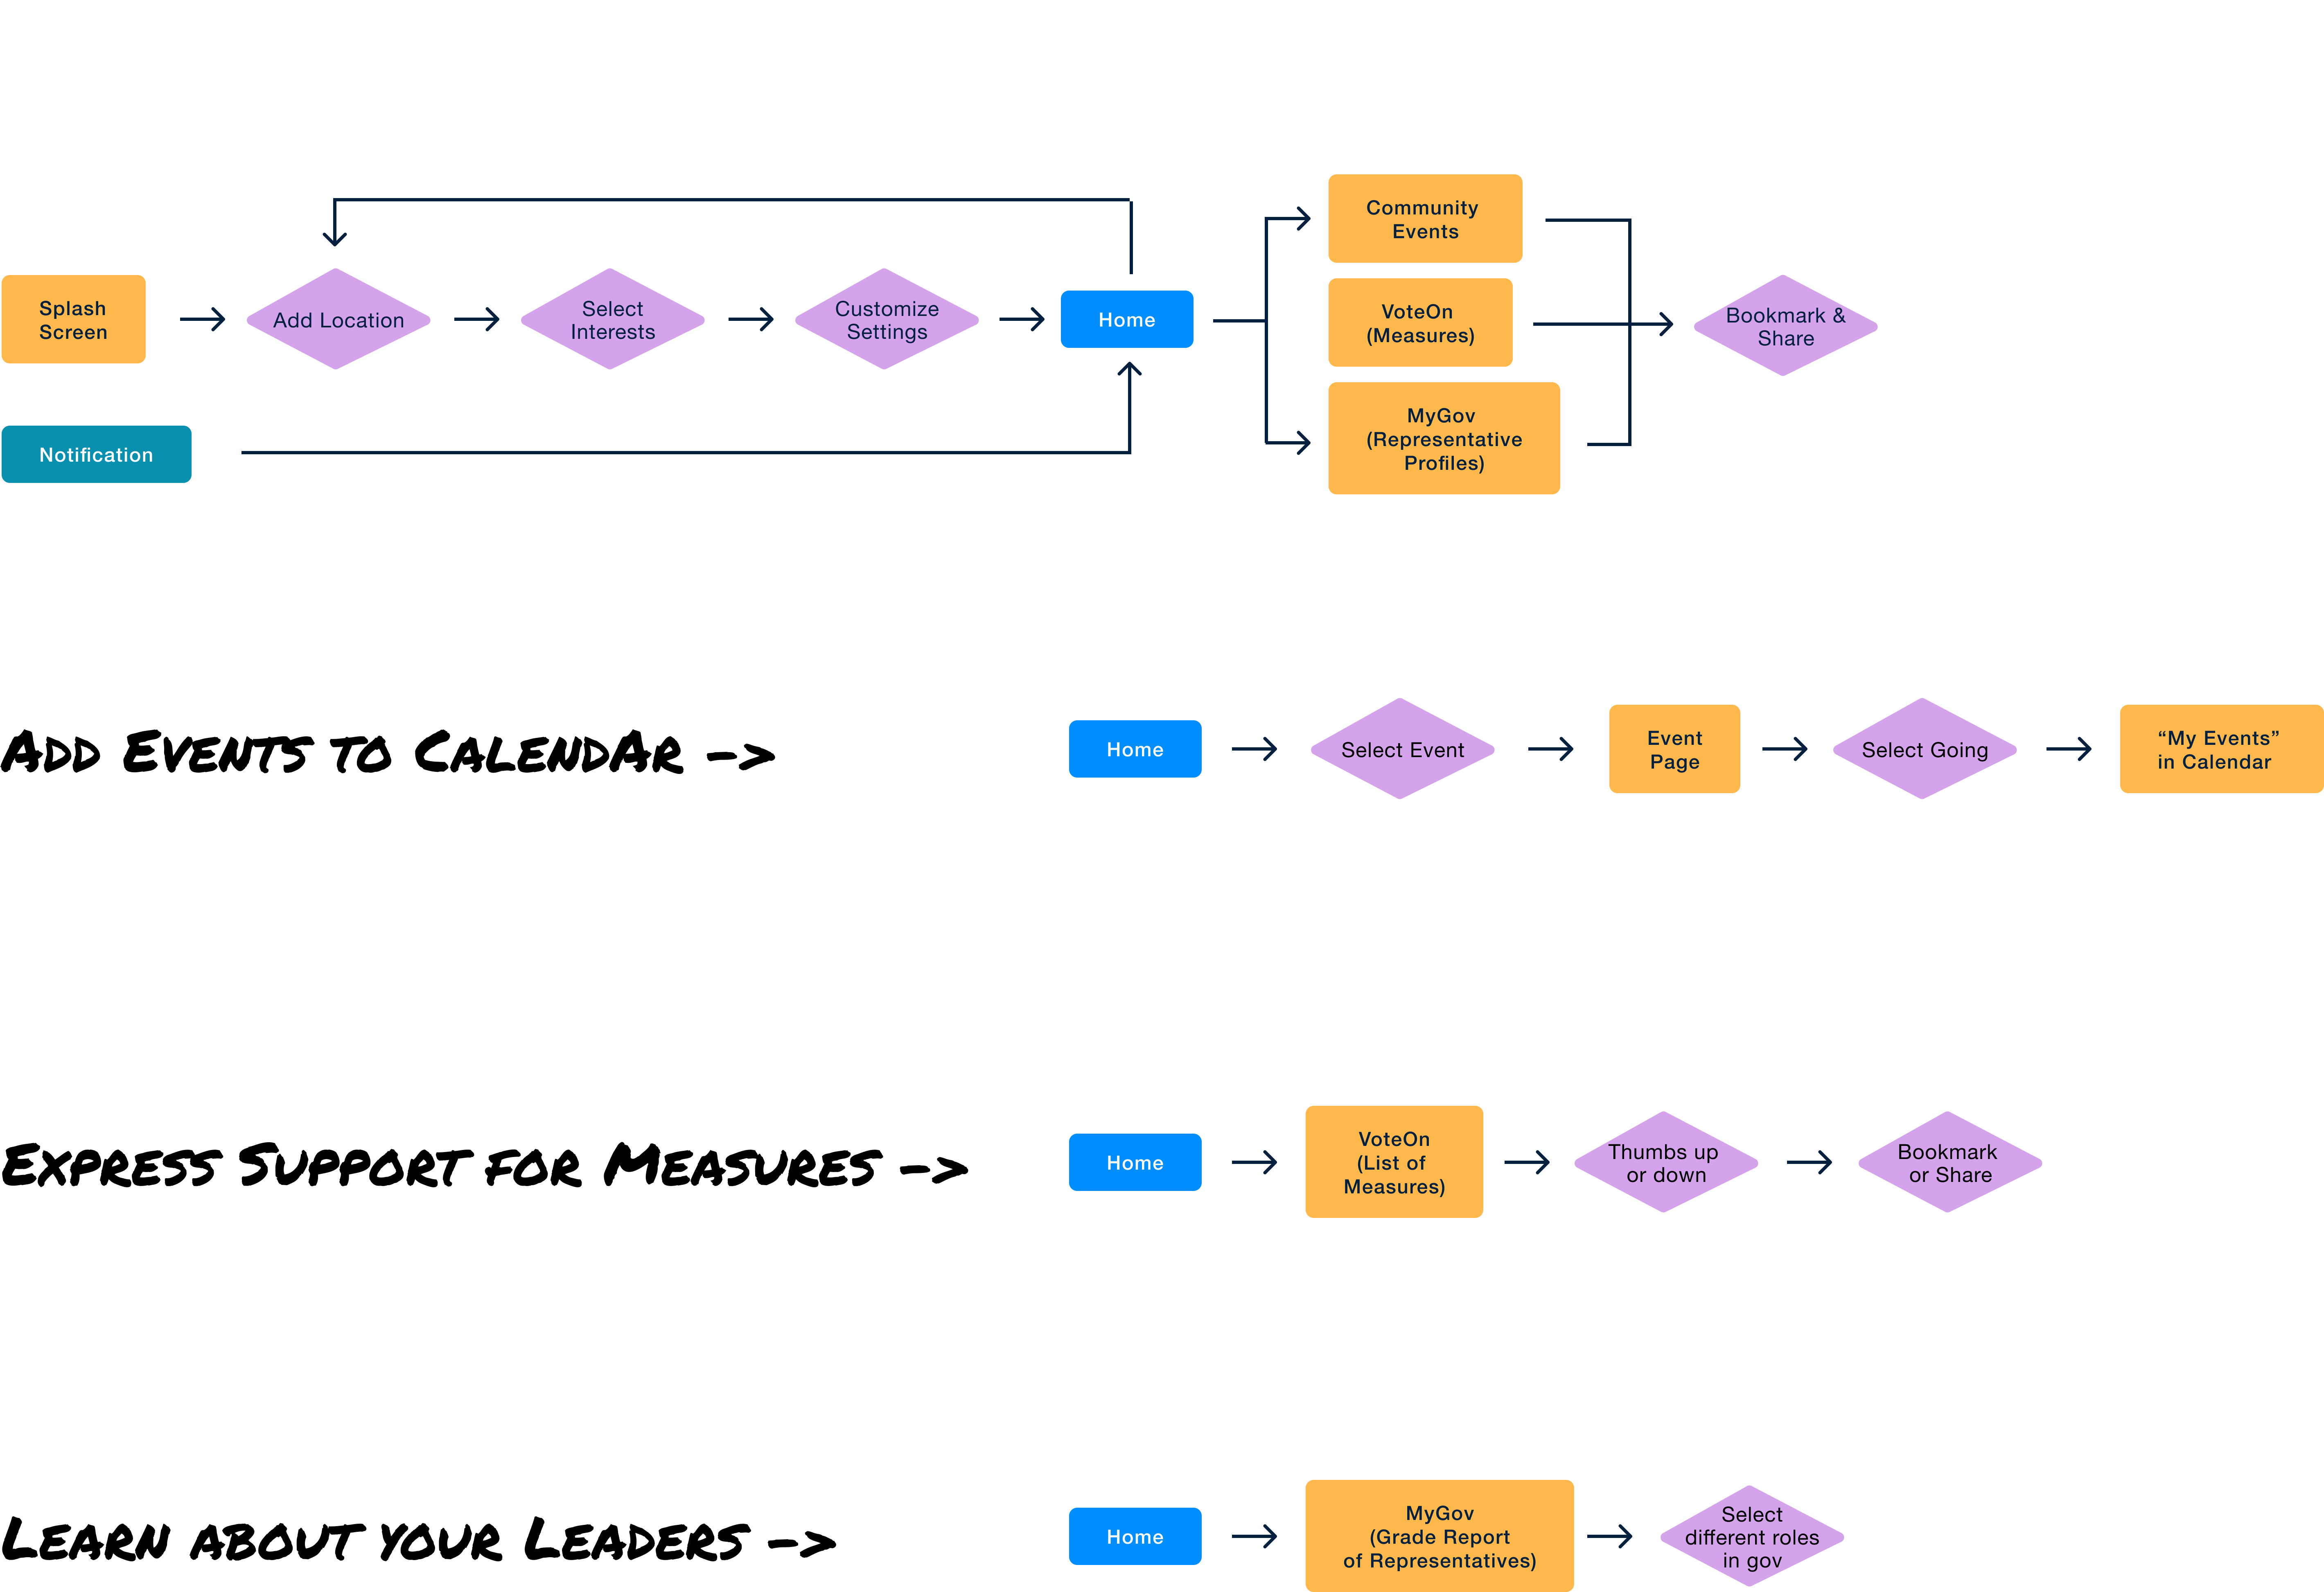 Community
Events
Splash
Screen
Add Location
Select
Interests
Customize
Settings
Home
VoteOn
(Measures)
Bookmark &
Share
MyGov
(Representative
Profiles)
Notification
Add Events to Calendar ->
Home
Select Event
Event
Page
Select Going
“My Events”
in Calendar
Express Support for Measures ->
Home
VoteOn
(List of
Measures)
Thumbs up
or down
Bookmark
or Share
Learn about your Leaders ->
Home
MyGov
(Grade Report
of Representatives)
Select
different roles
in gov